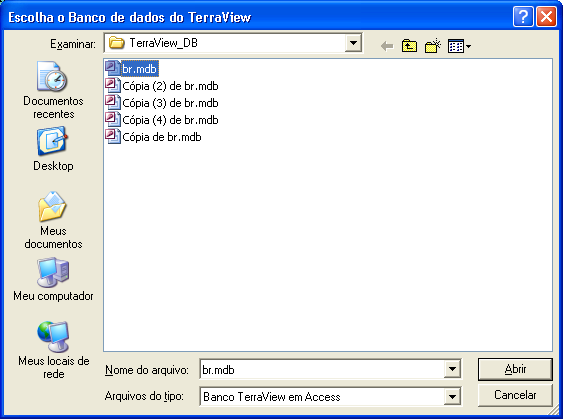 Escolha o Banco de dados do TerraView
Examinar:
TerraView_DB
Documentos
recentes
Desktop
Meus
documentos
Meu computador
Meus locais de
rede
br.mdb
Cópia (2) de br.mdb
Cópia (3) de br.mdb
Cópia (4) de br.mdb
Cópia de br.mdb
Nome do arquivo:
br.mdb
Abrir
Arquivos do tipo:
Banco TerraView em Access
Cancelar